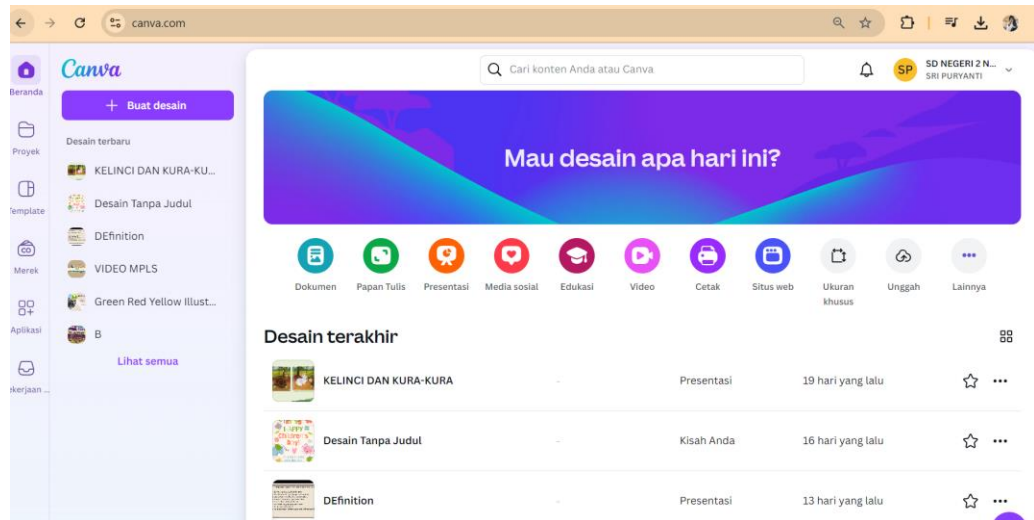 canva.com
Beranda
Proyek
Template
Merek
Aplikasi
ekerjaan ...
Canva
+ Buat desain
Desain terbaru
KELINCI DAN KURA-KU...
Desain Tanpa Judul
DEfinition
VIDEO MPLS
Green Red Yellow Illust...
B
Lihat semua
Cari konten Anda atau Canva
SP
SD NEGERI 2 N...
SRI PURYANTI
Mau desain apa hari ini?
Dokumen
Papan Tulis
Presentasi
Media sosial
Edukasi
Video
Cetak
Situs web
Ukuran
khusus
Unggah
Lainnya
Desain terakhir
KELINCI DAN KURA-KURA - Presentasi 19 hari yang lalu
Desain Tanpa Judul - Kisah Anda 16 hari yang lalu
DEfinition - Presentasi 13 hari yang lalu